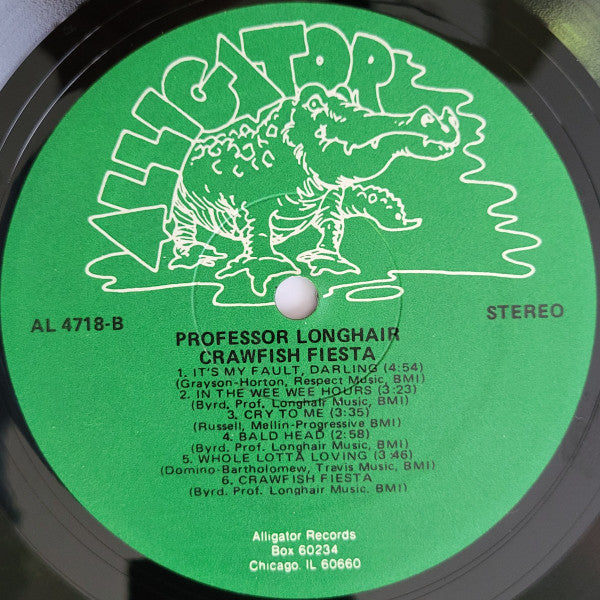 ALLIGATOR
AL 4718-B
STEREO
PROFESSOR LONGHAIR
CRAWFISH FIESTA
1. IT'S MY FAULT, DARLING (4:54)
(Grayson-Horton, Respect Music, BMI)
2. IN THE WEE WEE HOURS (3:23)
(Byrd, Prof. Longhair Music, BMI)
3. CRY TO ME (3:35)
(Russell, Mellin-Progressive BMI)
4. BALD HEAD (2:58)
(Byrd. Prof. Longhair Music, BMI)
5. WHOLE LOTTA LOVING (3:46)
(Domino-Bartholomew, Travis Music, BMI)
6. CRAWFISH FIESTA
(Byrd. Prof. Longhair Music. BMI)
Alligator Records
Box 60234
Chicago. IL 60660